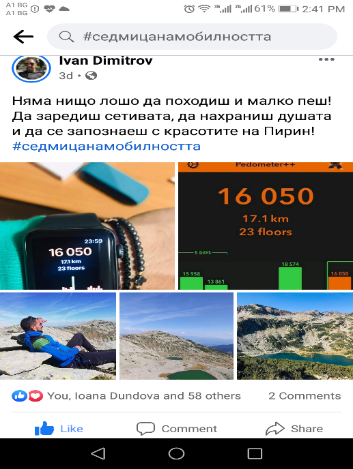 A1 BG
A1 BG
61%
2:41 PM
#седмицанамобилността
Ivan Dimitrov
3d
Няма нищо лошо да походиш и малко пеш!
Да заредиш сетивата, да нахраниш душата
и да се запознаеш с красотите на Пирин!
#седмицанамобилността
23:59
16 050
17.1 km
23 floors
Pedometer++
16 050
17.1 km
23 floors
15 958
13 861
18 574
16 050
You, Ioana Dundova and 58 others
2 Comments
Like
Comment
Share